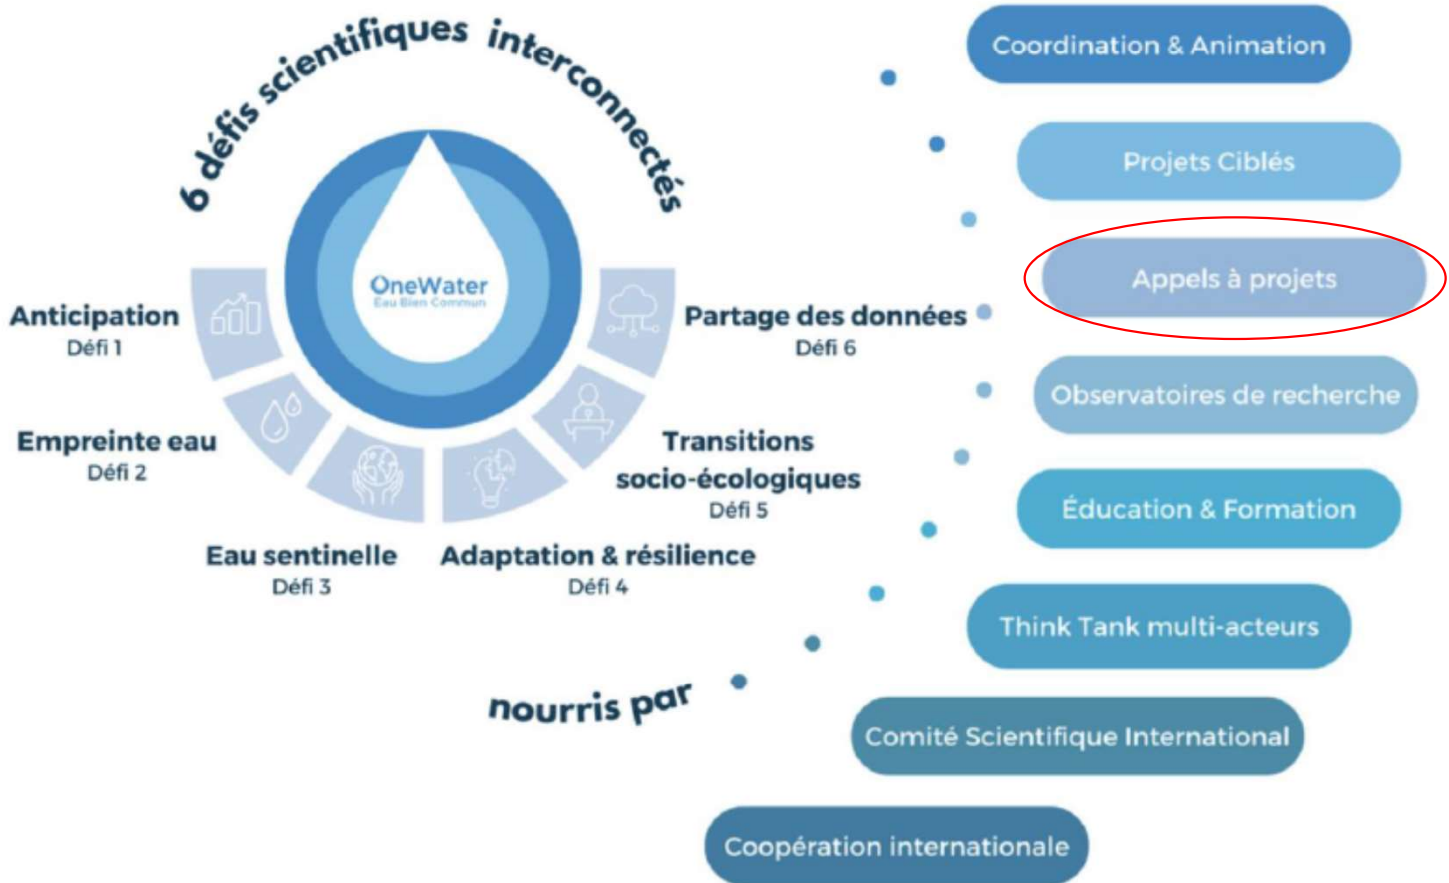 6 défis scientifiques interconnectés
OneWater
Eau Bien Commun
Anticipation
Défi 1
Empreinte eau
Défi 2
Eau sentinelle
Défi 3
Adaptation & résilience
Défi 4
Transitions
socio-écologiques
Défi 5
Partage des données
Défi 6
nourris par
Coordination & Animation
Projets Ciblés
Appels à projets
Observatoires de recherche
Éducation & Formation
Think Tank multi-acteurs
Comité Scientifique International
Coopération internationale